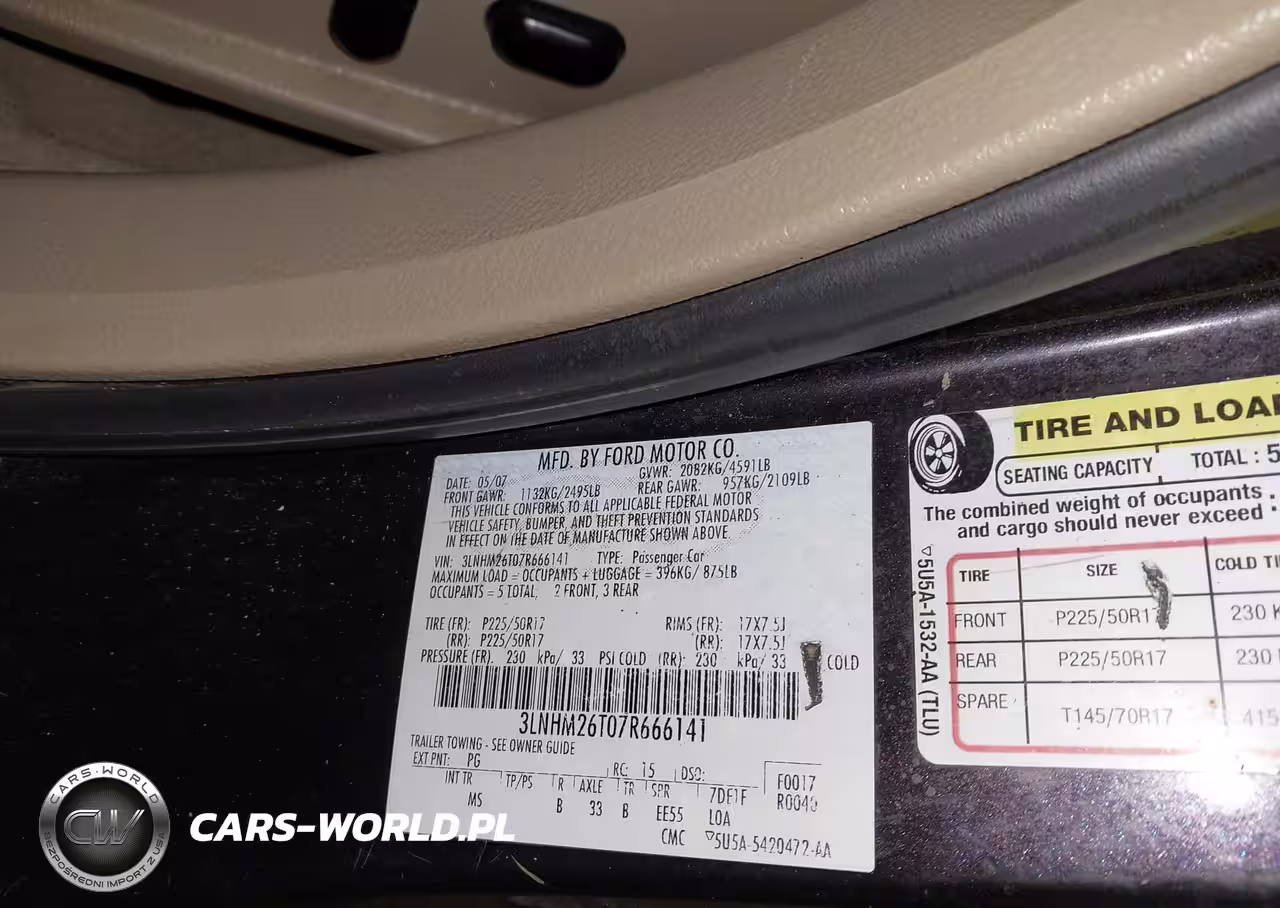 MFD. BY FORD MOTOR CO.
DATE: 05/07 GVWR: 2082KG/4591LB
FRONT GAWR: 1132KG/2495LB REAR GAWR: 957KG/2109LB
THIS VEHICLE CONFORMS TO ALL APPLICABLE FEDERAL MOTOR
VEHICLE SAFETY, BUMPER, AND THEFT PREVENTION STANDARDS
IN EFFECT ON THE DATE OF MANUFACTURE SHOWN ABOVE.
VIN: 3LNHM26T07R666141 TYPE: Passenger Car
MAXIMUM LOAD = OCCUPANTS + LUGGAGE = 396KG/ 875LB
OCCUPANTS = 5 TOTAL, 2 FRONT, 3 REAR
TIRE (FR): P225/50R17 RIMS (FR): 17X7.5J
(RR): P225/50R17 (RR): 17X7.5J
PRESSURE (FR). 230 kPa/ 33 PSI COLD (RR): 230 kPa/ 33 COLD
3LNHM26T07R666141
TRAILER TOWING - SEE OWNER GUIDE
EXT PNT: PG RC: 15 DSO: F0017
INT TR TP/PS R AXLE TR SPR 7DE1F R0040
MS B 33 B EE55 LOA
CMC ▽5U5A-5420472-AA
TIRE AND LOA
SEATING CAPACITY TOTAL : 5
The combined weight of occupants
and cargo should never exceed
TIRE SIZE COLD TI
FRONT P225/50R17 230 K
REAR P225/50R17 230
SPARE T145/70R17 415
▽5U5A-1532-AA (TLU)
CARS-WORLD
CW
BEZPOŚREDNI IMPORT Z USA
CARS-WORLD.PL